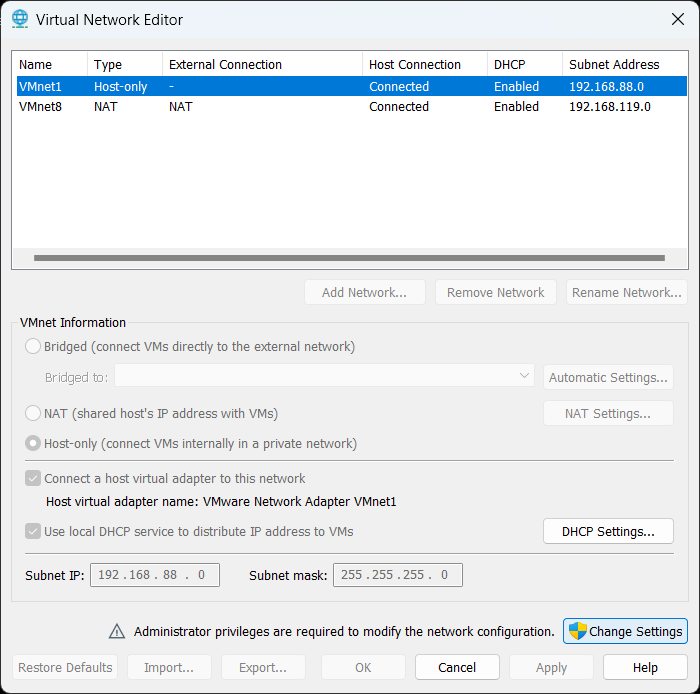 Virtual Network Editor
Name Type External Connection Host Connection DHCP Subnet Address
VMnet1 Host-only - Connected Enabled 192.168.88.0
VMnet8 NAT NAT Connected Enabled 192.168.119.0
Add Network... Remove Network Rename Network...
VMnet Information
Bridged (connect VMs directly to the external network)
Bridged to: Automatic Settings...
NAT (shared host's IP address with VMs) NAT Settings...
Host-only (connect VMs internally in a private network)
Connect a host virtual adapter to this network
Host virtual adapter name: VMware Network Adapter VMnet1
Use local DHCP service to distribute IP address to VMs DHCP Settings...
Subnet IP: 192 . 168 . 88 . 0 Subnet mask: 255 . 255 . 255 . 0
Administrator privileges are required to modify the network configuration. Change Settings
Restore Defaults Import... Export... OK Cancel Apply Help